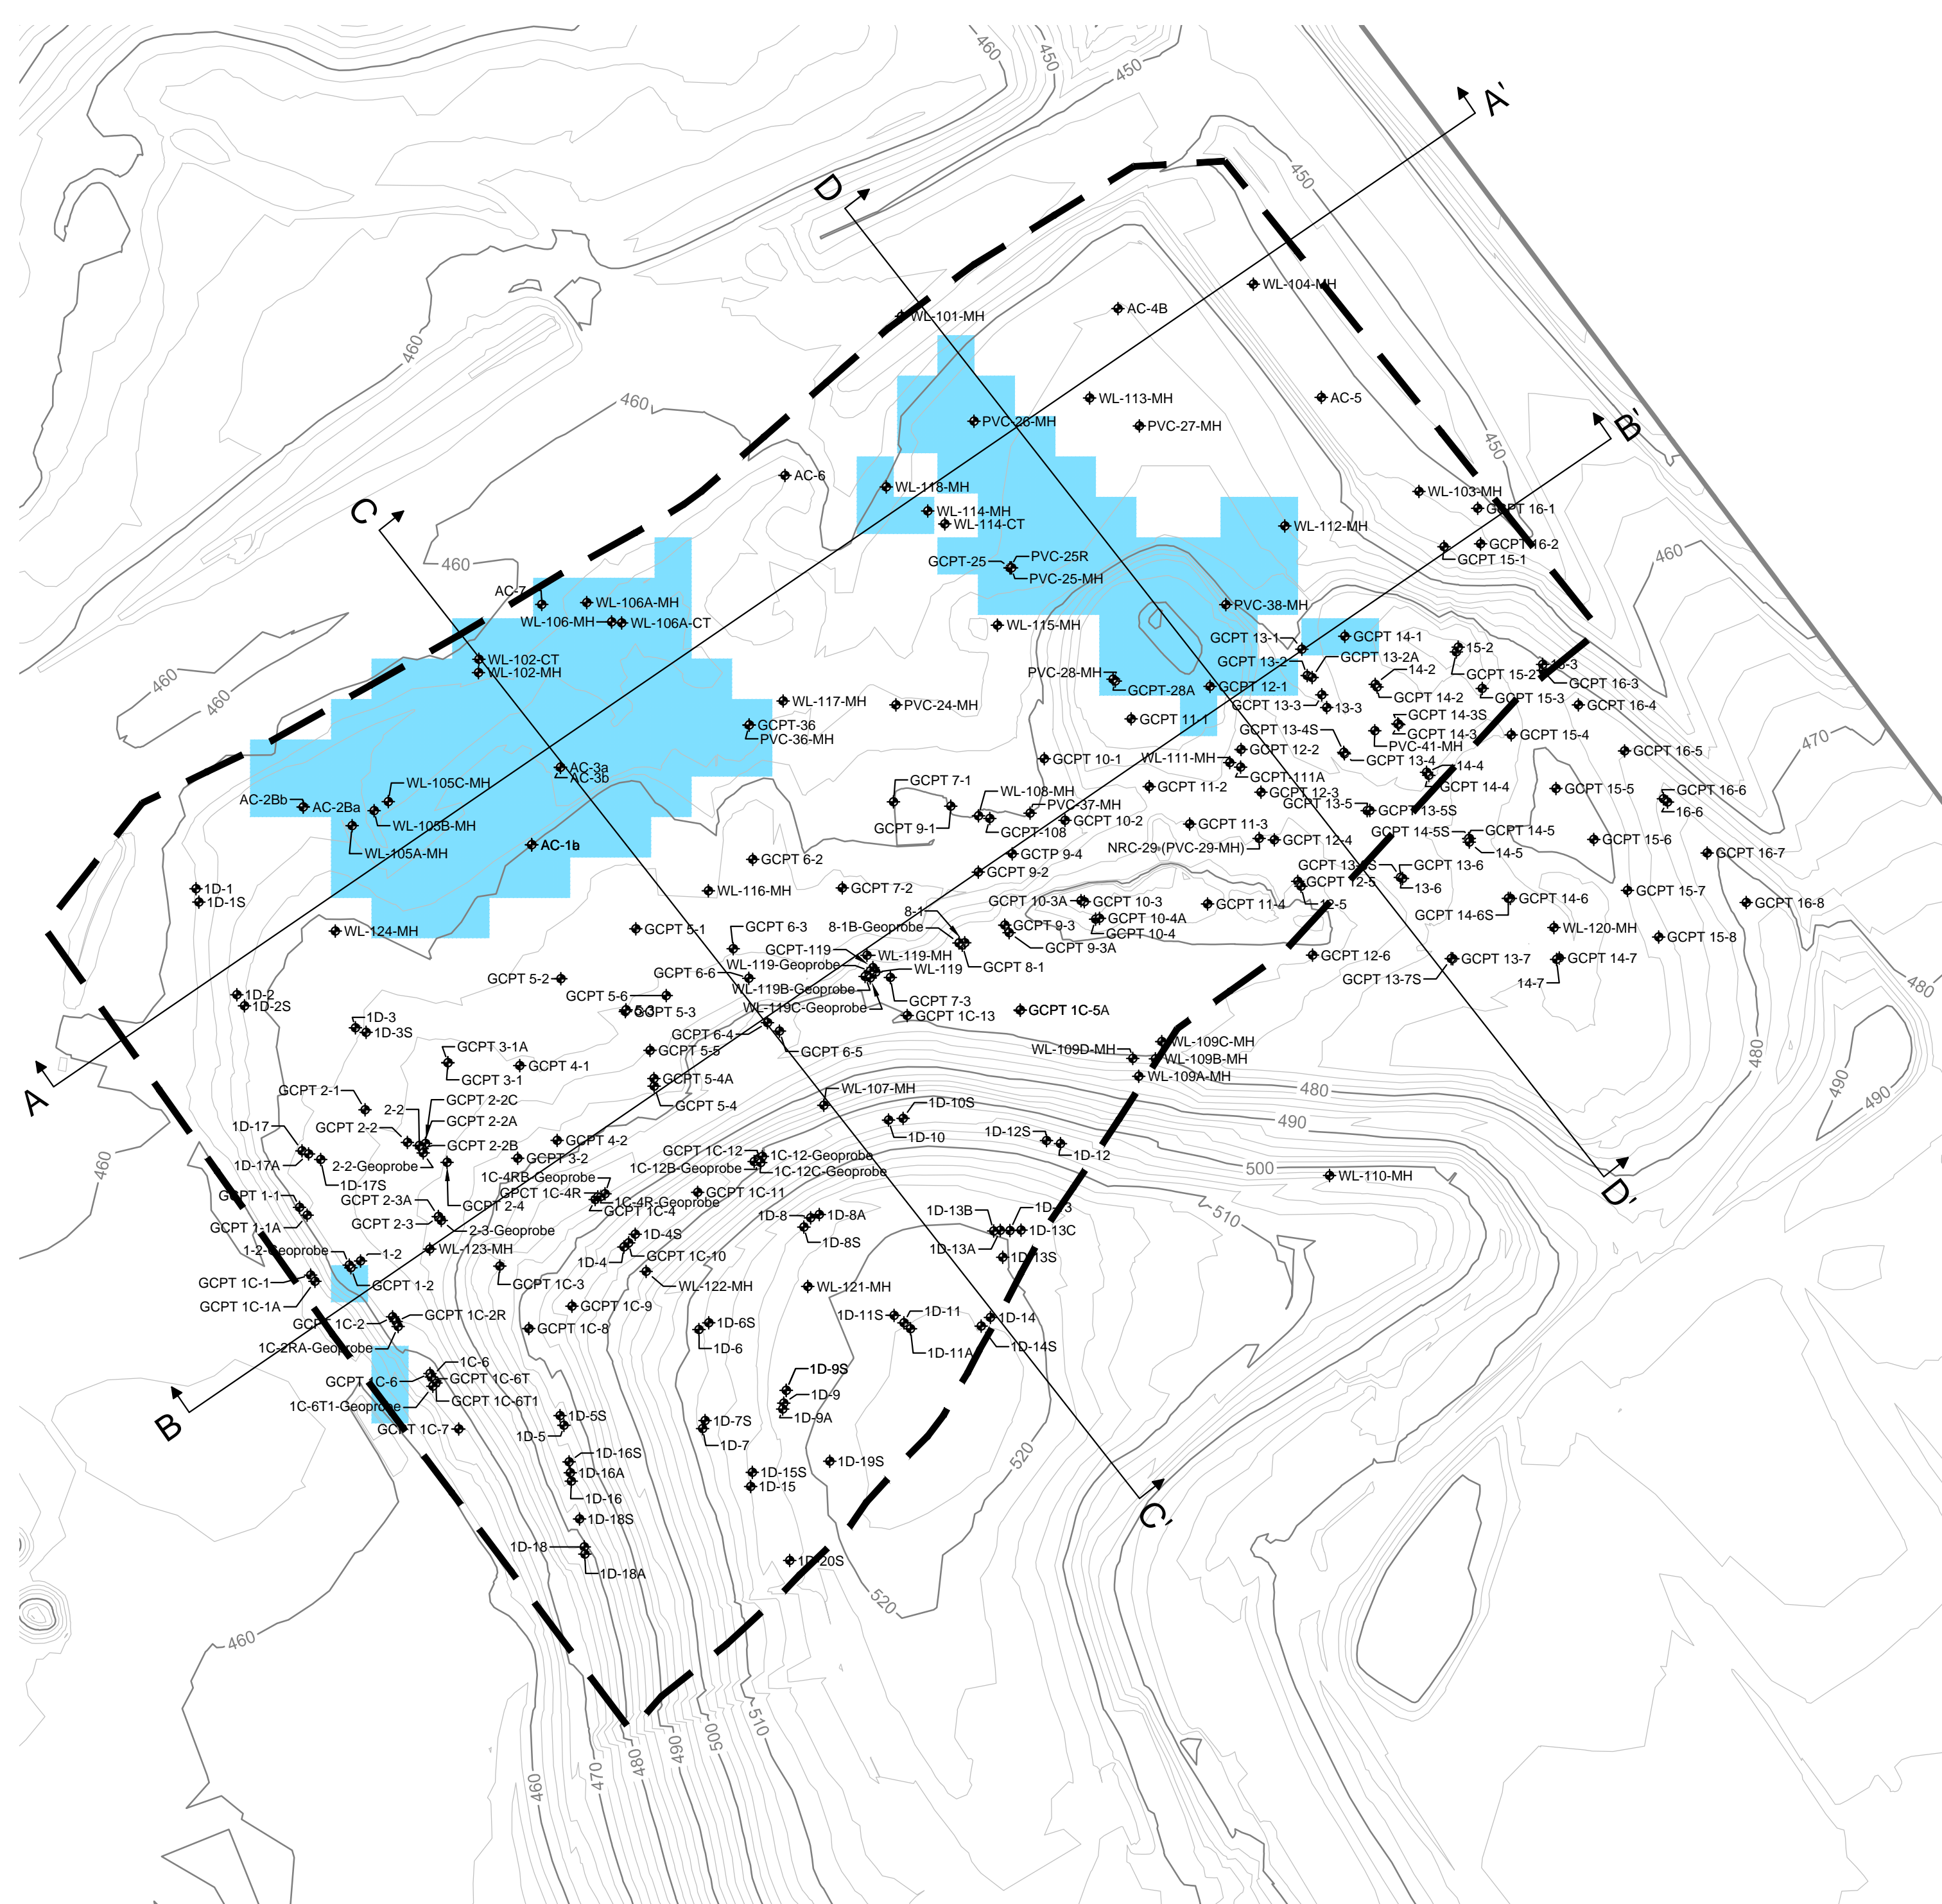 460
450
450
A'
D
450
WL-104-MH
AC-4B
WL-101-MH
460
460
WL-113-MH
AC-5
B'
PVC-26-MH
PVC-27-MH
450
AC-6
C
WL-118-MH
WL-103-MH
WL-114-MH
GCPT 16-1
WL-114-CT
WL-112-MH
GCPT 16-2
GCPT-25
PVC-25R
GCPT 15-1
460
460
PVC-25-MH
AC-7
WL-106A-MH
PVC-38-MH
WL-106-MH
WL-106A-CT
WL-115-MH
GCPT 13-1
GCPT 14-1
15-2
WL-102-CT
GCPT 13-2
GCPT 13-2A
15-3
WL-102-MH
PVC-28-MH
14-2
GCPT 15-2
GCPT 16-3
460
GCPT-28A
GCPT 12-1
GCPT 14-2
GCPT 15-3
460
WL-117-MH
PVC-24-MH
GCPT 13-3
13-3
GCPT 16-4
GCPT-36
GCPT 11-1
GCPT 14-3S
PVC-36-MH
GCPT 13-4S
GCPT 14-3
GCPT 15-4
470
GCPT 12-2
PVC-41-MH
GCPT 16-5
GCPT 10-1
WL-111-MH
GCPT 13-4
AC-3a
14-4
AC-3b
GCPT-111A
GCPT 7-1
WL-105C-MH
GCPT 11-2
GCPT 12-3
GCPT 14-4
GCPT 15-5
GCPT 16-6
WL-108-MH
AC-2Bb
AC-2Ba
PVC-37-MH
GCPT 13-5
GCPT 13-5S
16-6
WL-105B-MH
GCPT 9-1
GCPT-108
GCPT 10-2
GCPT 11-3
GCPT 14-5S
GCPT 14-5
AC-1a
GCPT 12-4
GCPT 15-6
WL-105A-MH
GCPT 6-2
GCTP 9-4
NRC-29 (PVC-29-MH)
14-5
GCPT 16-7
GCPT 9-2
GCPT 13-6
1D-1
WL-116-MH
GCPT 7-2
GCPT 12-5
13-6
GCPT 15-7
1D-1S
GCPT 10-3A
GCPT 10-3
GCPT 11-4
12-5
GCPT 14-6
GCPT 16-8
8-1
GCPT 10-4A
GCPT 14-6S
WL-124-MH
GCPT 5-1
GCPT 6-3
8-1B-Geoprobe
GCPT 9-3
GCPT 10-4
WL-120-MH
GCPT 15-8
GCPT-119
WL-119-MH
GCPT 9-3A
GCPT 12-6
GCPT 13-7
GCPT 14-7
GCPT 5-2
GCPT 6-6
WL-119-Geoprobe
WL-119
GCPT 8-1
GCPT 13-7S
14-7
480
1D-2
GCPT 5-6
WL-119B-Geoprobe
1D-2S
GCPT 5-3
WL-119C-Geoprobe
GCPT 7-3
GCPT 1C-5A
1D-3
GCPT 1C-13
1D-3S
GCPT 6-4
GCPT 3-1A
GCPT 5-5
GCPT 6-5
WL-109C-MH
480
WL-109D-MH
WL-109B-MH
GCPT 4-1
A
GCPT 3-1
GCPT 5-4A
WL-109A-MH
480
490
490
GCPT 2-1
GCPT 5-4
WL-107-MH
GCPT 2-2C
2-2
1D-10S
490
GCPT 2-2A
1D-17
GCPT 2-2
GCPT 4-2
1D-10
1D-12S
GCPT 2-2B
GCPT 1C-12
1C-12-Geoprobe
1D-12
460
1D-17A
2-2-Geoprobe
GCPT 3-2
1C-12B-Geoprobe
1C-12C-Geoprobe
500
WL-110-MH
1D-17S
1C-4RB-Geoprobe
GCPT 1-1
GCPT 2-3A
GCPT 2-4
GPCT 1C-4R
1C-4R-Geoprobe
GCPT 1C-11
D'
GCPT 1C-4
1D-8
1D-8A
1D-13B
1D-13
510
GCPT 1-1A
GCPT 2-3
2-3-Geoprobe
1D-4S
1D-8S
1D-13C
1-2-Geoprobe
1-2
WL-123-MH
1D-4
GCPT 1C-10
1D-13A
1D-13S
GCPT 1C-1
GCPT 1-2
GCPT 1C-3
WL-122-MH
WL-121-MH
GCPT 1C-1A
GCPT 1C-9
GCPT 1C-2
GCPT 1C-2R
GCPT 1C-8
1D-6S
1D-11S
1D-11
1D-14
1C-2RA-Geoprobe
1D-6
1D-11A
1D-14S
1C-6
GCPT 1C-6
GCPT 1C-6T
1D-9S
1C-6T1-Geoprobe
GCPT 1C-6T1
1D-9
B
GCPT 1C-7
1D-5S
1D-7S
1D-9A
1D-5
1D-7
1D-16S
1D-19S
520
1D-16A
1D-15S
1D-16
1D-15
C'
1D-18S
1D-18
1D-20S
1D-18A
520
460
510
500
490
480
470
460